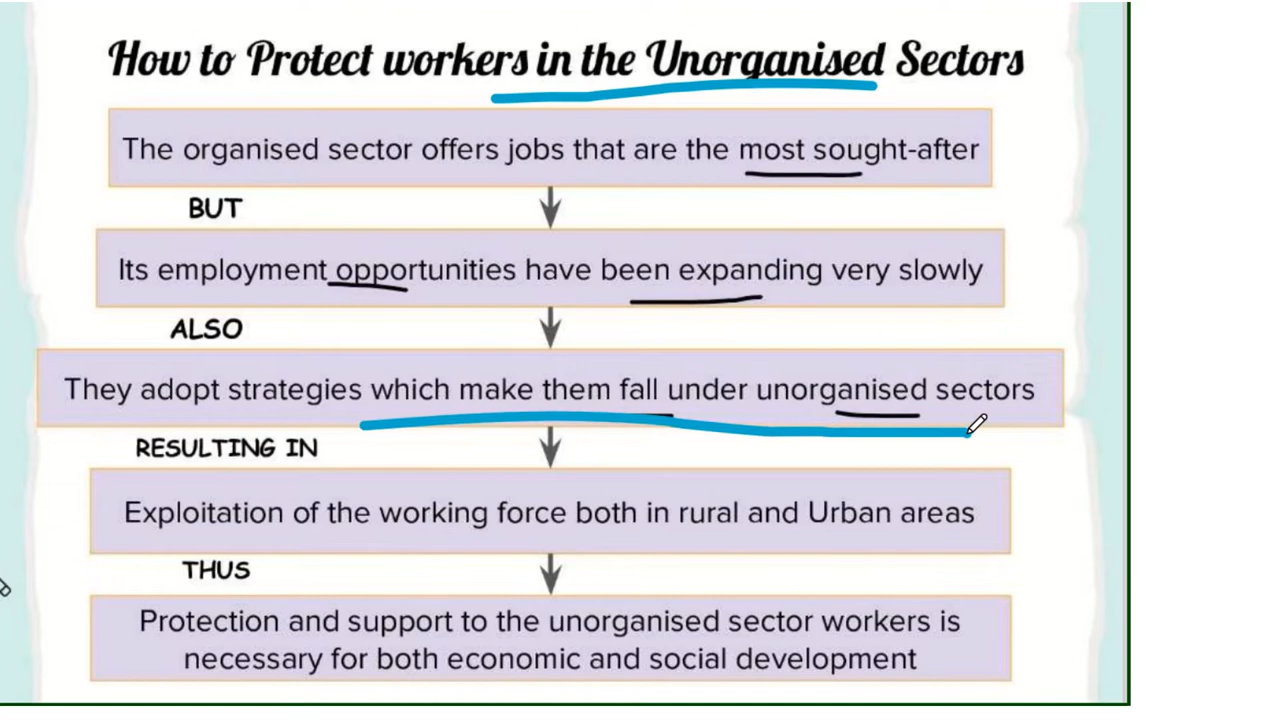 How to Protect workers in the Unorganised Sectors
The organised sector offers jobs that are the most sought-after
BUT
Its employment opportunities have been expanding very slowly
ALSO
They adopt strategies which make them fall under unorganised sectors
RESULTING IN
Exploitation of the working force both in rural and Urban areas
THUS
Protection and support to the unorganised sector workers is
necessary for both economic and social development